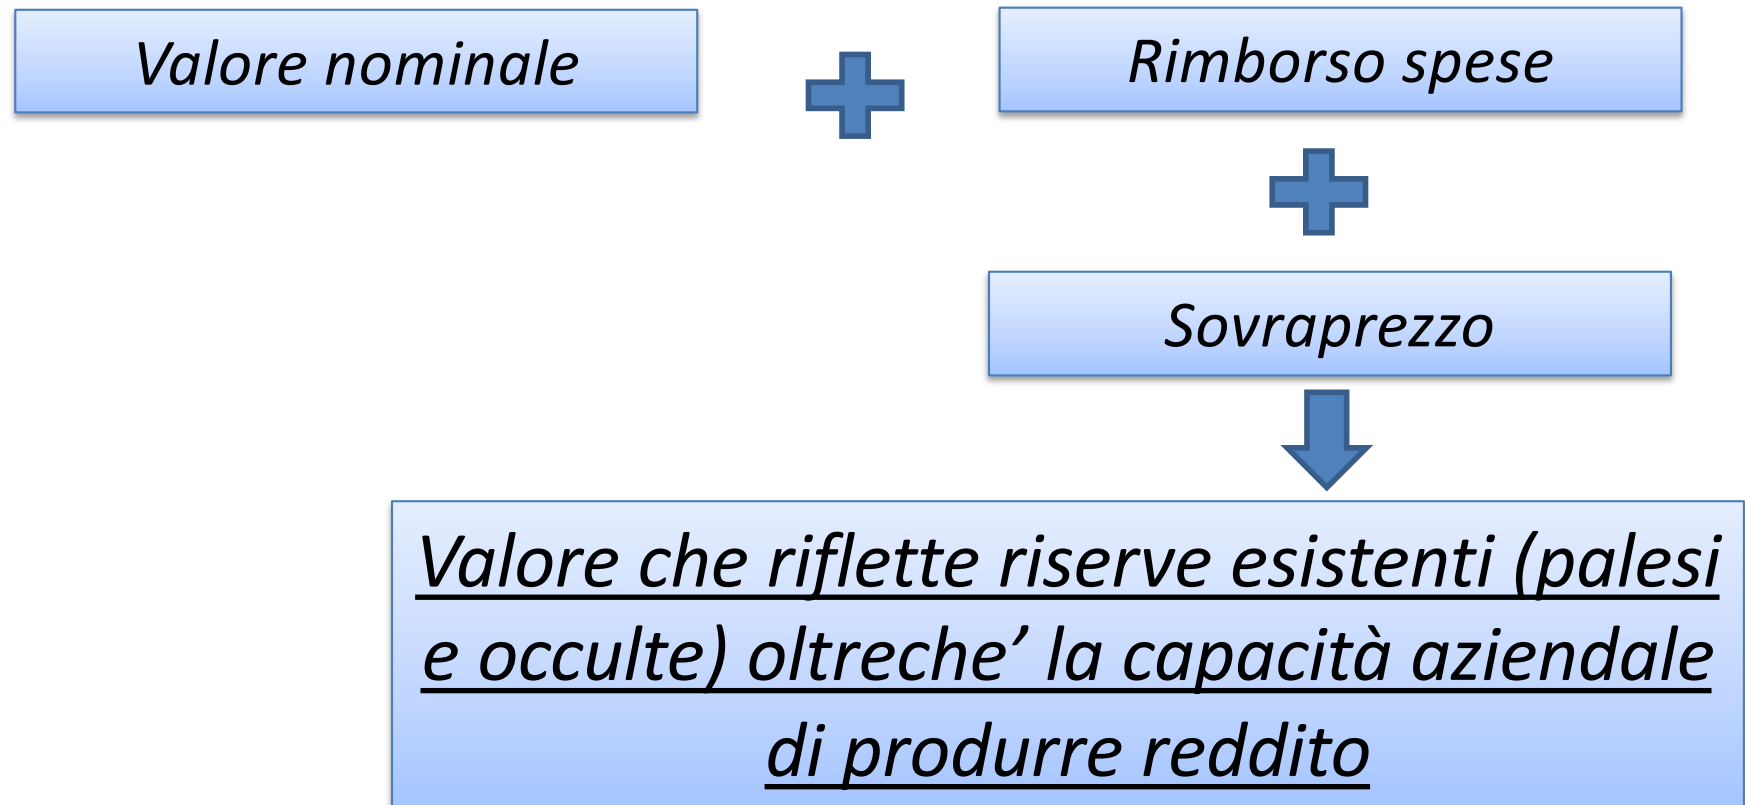 Valore nominale
Rimborso spese
Sovraprezzo
Valore che riflette riserve esistenti (palesi
e occulte) oltreche’ la capacità aziendale
di produrre reddito